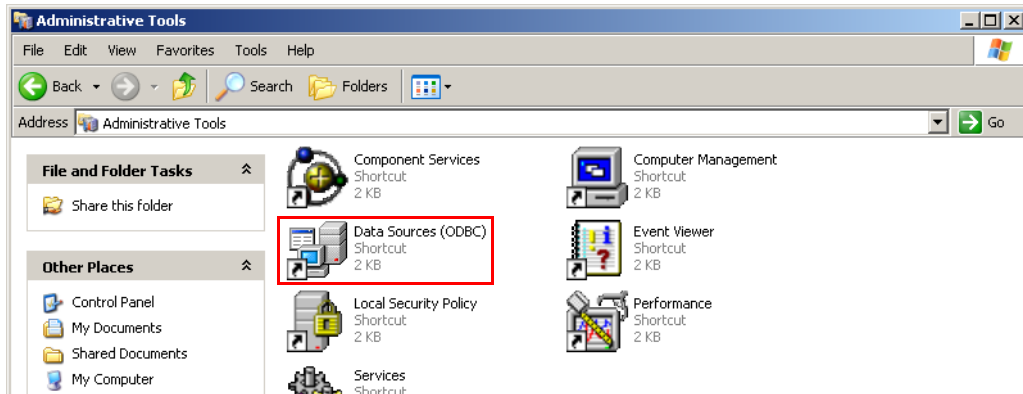 Administrative Tools
File Edit View Favorites Tools Help
Back Search Folders
Address Administrative Tools Go
File and Folder Tasks
Share this folder
Other Places
Control Panel
My Documents
Shared Documents
My Computer
Component Services
Shortcut
2 KB
Computer Management
Shortcut
2 KB
Data Sources (ODBC)
Shortcut
2 KB
Event Viewer
Shortcut
2 KB
Local Security Policy
Shortcut
2 KB
Performance
Shortcut
2 KB
Services
Shortcut